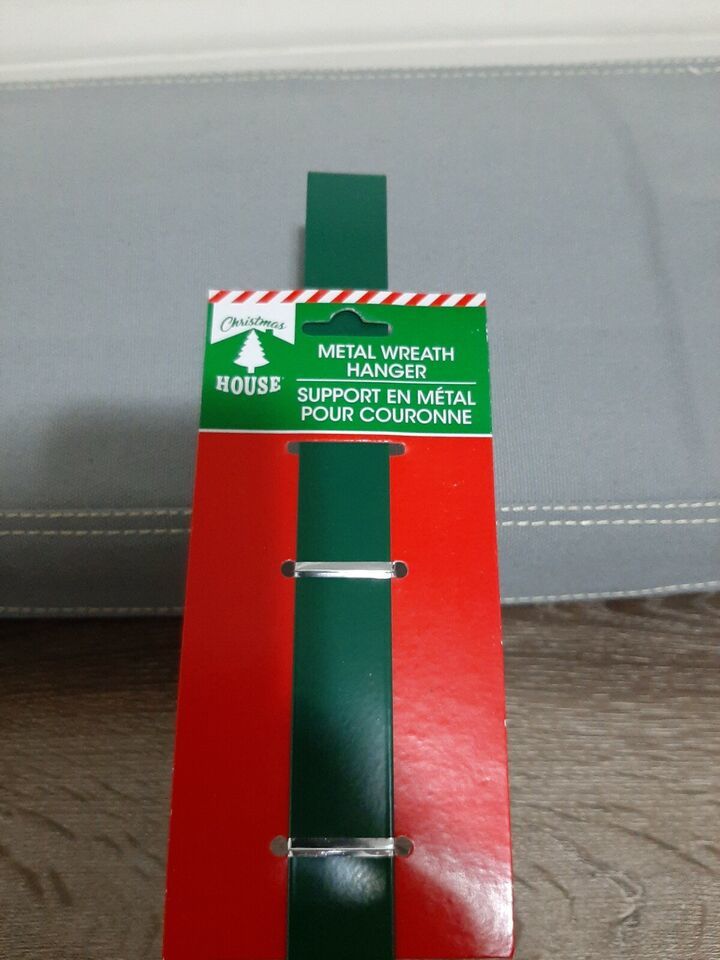 Christmas
HOUSE
METAL WREATH
HANGER
SUPPORT EN MÉTAL
POUR COURONNE